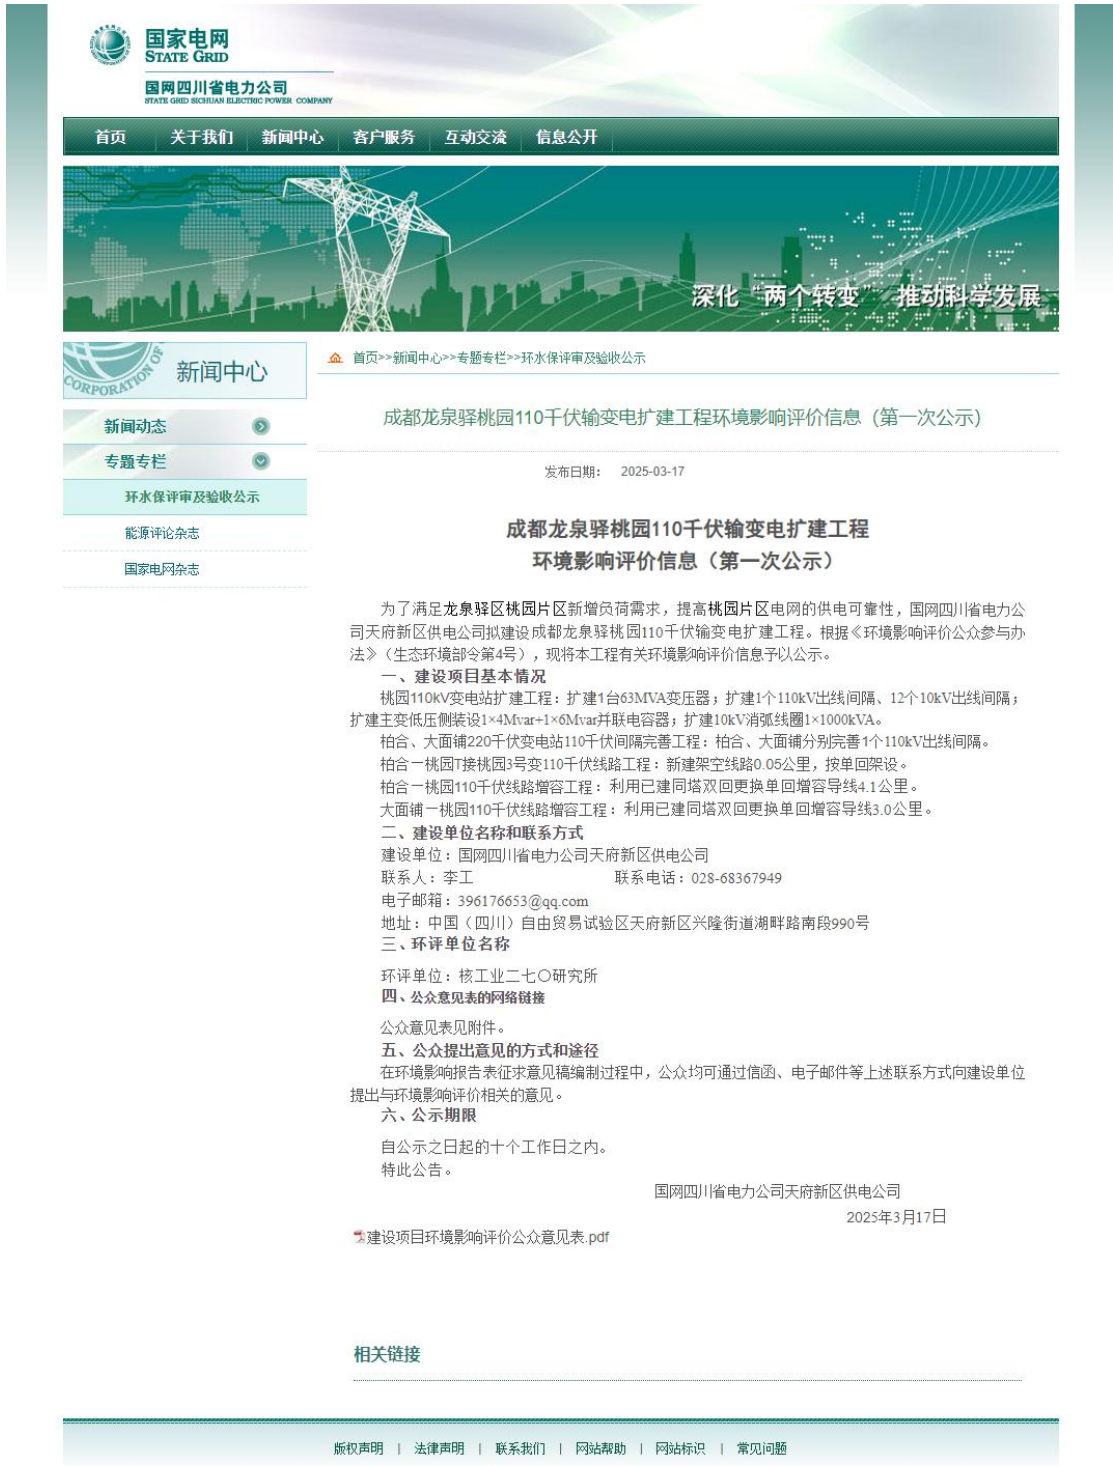 国家电网
STATE GRID
国网四川省电力公司
STATE GRID SICHUAN ELECTRIC POWER COMPANY
首页 关于我们 新闻中心 客户服务 互动交流 信息公开
深化“两个转变” 推动科学发展
CORPORATION OF
新闻中心
首页>>新闻中心>>专题专栏>>环水保评审及验收公示
新闻动态
专题专栏
环水保评审及验收公示
能源评论杂志
国家电网杂志
成都龙泉驿桃园110千伏输变电扩建工程环境影响评价信息（第一次公示）
发布日期： 2025-03-17
成都龙泉驿桃园110千伏输变电扩建工程
环境影响评价信息（第一次公示）
为了满足龙泉驿区桃园片区新增负荷需求，提高桃园片区电网的供电可靠性，国网四川省电力公
司天府新区供电公司拟建设成都龙泉驿桃园110千伏输变电扩建工程。根据《环境影响评价公众参与办
法》（生态环境部令第4号），现将本工程有关环境影响评价信息予以公示。
一、建设项目基本情况
桃园110kV变电站扩建工程：扩建1台63MVA变压器；扩建1个110kV出线间隔、12个10kV出线间隔；
扩建主变低压侧装设1×4Mvar+1×6Mvar并联电容器；扩建10kV消弧线圈1×1000kVA。
柏合、大面铺220千伏变电站110千伏间隔完善工程：柏合、大面铺分别完善1个110kV出线间隔。
柏合－桃园T接桃园3号变110千伏线路工程：新建架空线路0.05公里，按单回架设。
柏合－桃园110千伏线路增容工程：利用已建同塔双回更换单回增容导线4.1公里。
大面铺－桃园110千伏线路增容工程：利用已建同塔双回更换单回增容导线3.0公里。
二、建设单位名称和联系方式
建设单位：国网四川省电力公司天府新区供电公司
联系人：李工 联系电话：028-68367949
电子邮箱：396176653@qq.com
地址：中国（四川）自由贸易试验区天府新区兴隆街道湖畔路南段990号
三、环评单位名称
环评单位：核工业二七〇研究所
四、公众意见表的网络链接
公众意见表见附件。
五、公众提出意见的方式和途径
在环境影响报告表征求意见稿编制过程中，公众均可通过信函、电子邮件等上述联系方式向建设单位
提出与环境影响评价相关的意见。
六、公示期限
自公示之日起的十个工作日之内。
特此公告。
国网四川省电力公司天府新区供电公司
2025年3月17日
建设项目环境影响评价公众意见表.pdf
相关链接
版权声明 | 法律声明 | 联系我们 | 网站帮助 | 网站标识 | 常见问题